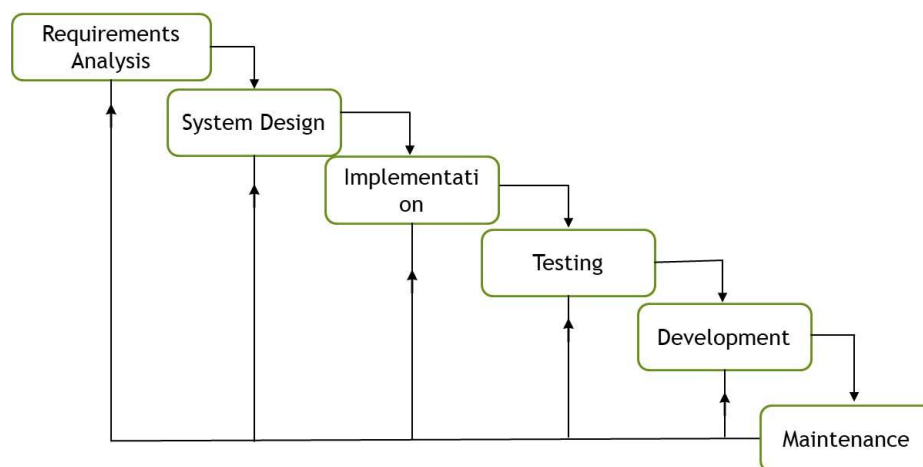 Requirements
Analysis
System Design
Implementati
on
Testing
Development
Maintenance